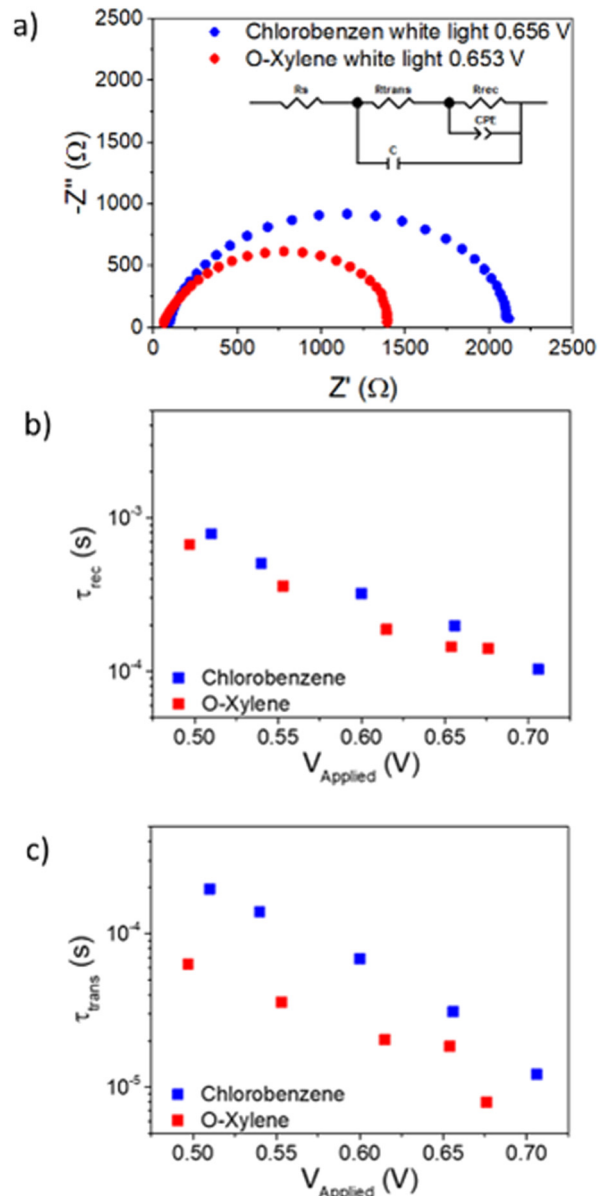 a)
Chlorobenzen white light 0.656 V
O-Xylene white light 0.653 V
Rs
Rtrans
Rrec
CPE
C
2500
2000
1500
1000
500
0
-Z'' (Ω)
0 500 1000 1500 2000 2500
Z' (Ω)
b)
10⁻³
10⁻⁴
τrec (s)
Chlorobenzene
O-Xylene
0.50 0.55 0.60 0.65 0.70
VApplied (V)
c)
10⁻⁴
10⁻⁵
τtrans (s)
Chlorobenzene
O-Xylene
0.50 0.55 0.60 0.65 0.70
VApplied (V)